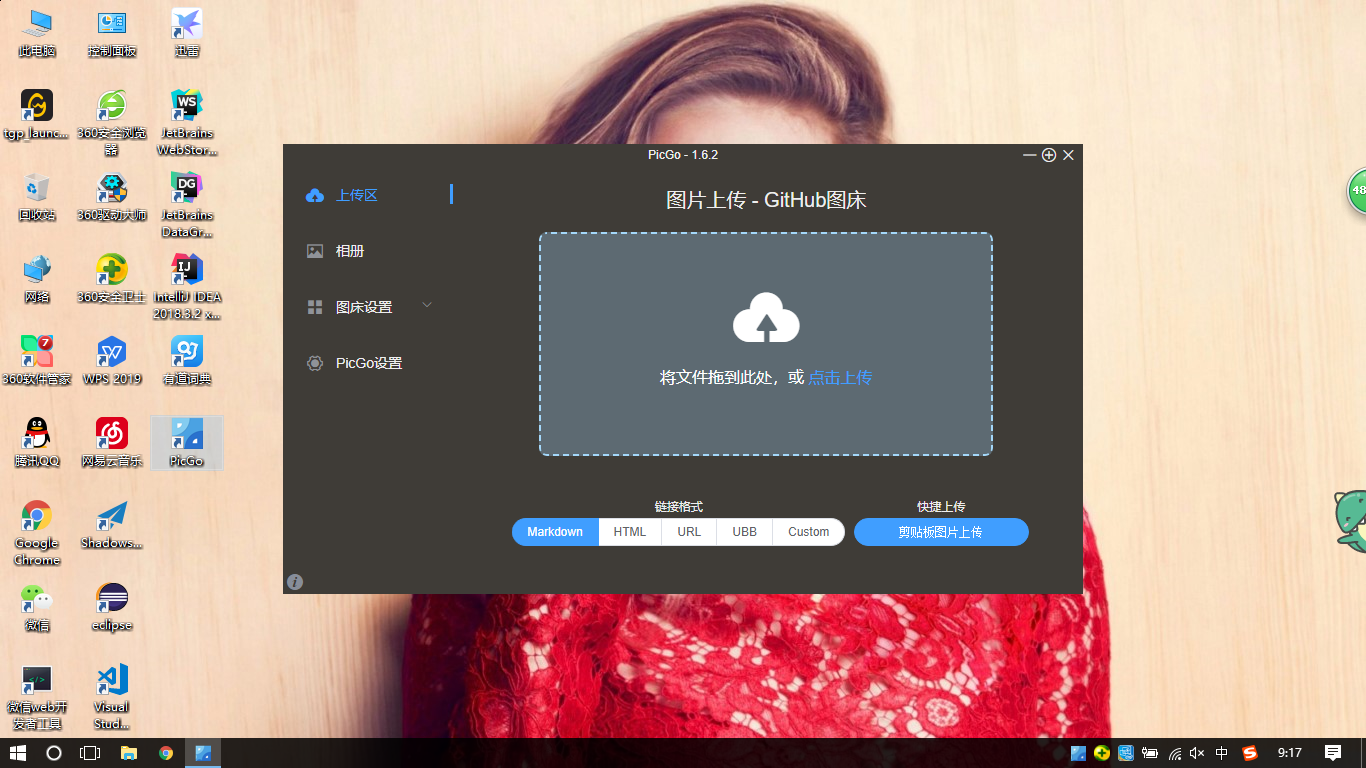 此电脑
控制面板
迅雷
tgp_launc...
360安全浏览
器
JetBrains
WebStor...
WS
回收站
360驱动大师
JetBrains
DataGr...
DG
网络
360安全卫士
IntelliJ IDEA
2018.3.2 x...
IJ
360软件管家
7
WPS 2019
有道词典
腾讯QQ
网易云音乐
PicGo
Google
Chrome
Shadows...
微信
eclipse
微信web开
发者工具
Visual
Stud...
PicGo - 1.6.2
上传区
相册
图床设置
PicGo设置
图片上传 - GitHub图床
将文件拖到此处，或 点击上传
链接格式
快捷上传
Markdown
HTML
URL
UBB
Custom
剪贴板图片上传
48
中
9:17